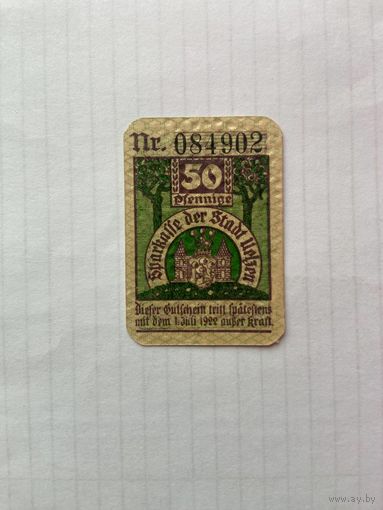 Nr. 084902
50
Pfennige
Sparkasse der Stadt Uelzen
Dieser Gutschein tritt spätestens
mit dem 1. Juli 1922 außer Kraft.
www.ay.by